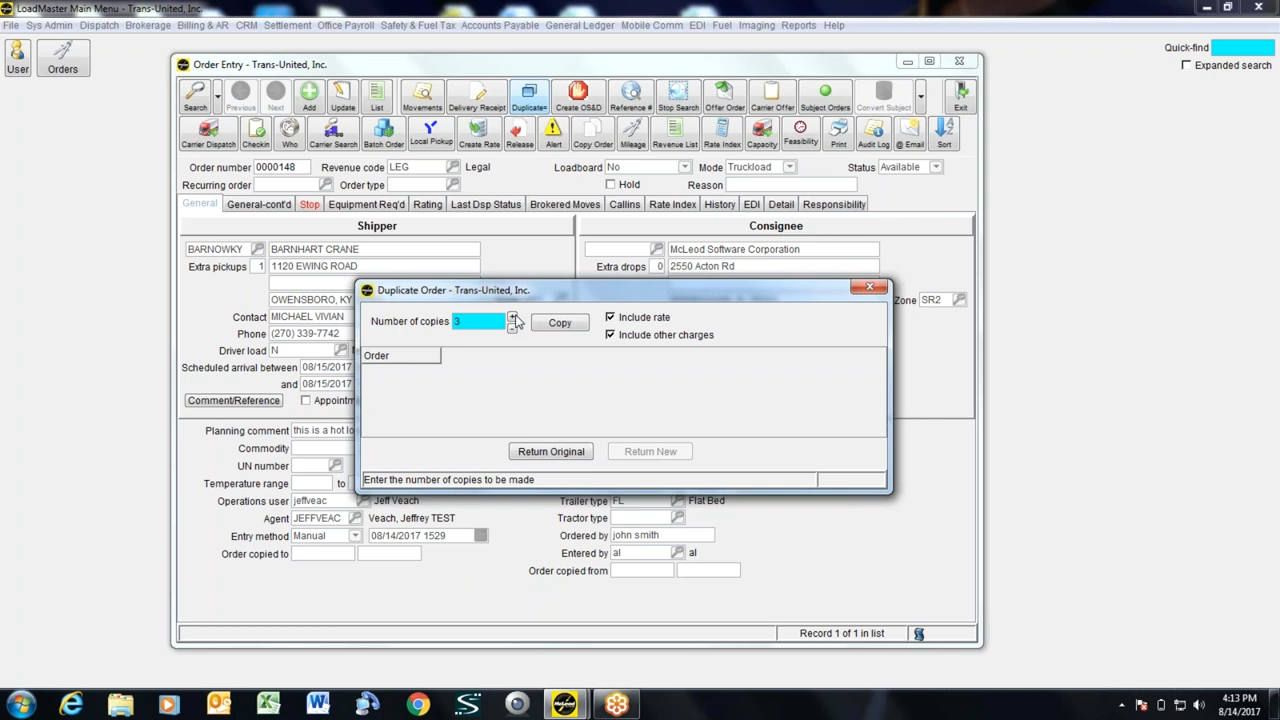 LoadMaster Main Menu - Trans-United, Inc.
File Sys Admin Dispatch Brokerage Billing & AR CRM Settlement Office Personnel Safety & Fuel Tax Accounts Payable General Ledger Mobile Comm EDI Fuel Imaging Reports Help
User Orders
Quick-find
Expanded search
Order Entry - Trans-United, Inc.
Search Previous Next Add Update List Movements Delivery Receipt Duplicate= Create OS&D Reference # Stop Search Offer Order Carrier Offer Subject Orders Convert Subject Exit
Carrier Dispatch Checkin Who Carrier Search Batch Order Local Pickup Create Rate Release Alert Copy Order Mileage Revenue List Rate Index Capacity Feasibility Print Audit Log @ Email Sort
Order number 0000148 Revenue code LEG Legal Loadboard No Mode Truckload Status Available
Recurring order Order type Hold Reason
General General-cont'd Stop Equipment Req'd Rating Last Dsp Status Brokered Moves Callins Rate Index History EDI Detail Responsibility
Shipper Consignee
BARNOWKY BARNHART CRANE McLeod Software Corporation
Extra pickups 1 1120 EWING ROAD Extra drops 0 2550 Acton Rd
OWENSBORO, KY Zone SR2
Contact MICHAEL VIVIAN
Phone (270) 339-7742
Driver load N
Scheduled arrival between 08/15/2017
and 08/15/2017
Comment/Reference Appointm
Duplicate Order - Trans-United, Inc.
Number of copies 3 Copy Include rate
Include other charges
Order
Return Original Return New
Enter the number of copies to be made
Planning comment this is a hot lo
Commodity
UN number
Temperature range to
Operations user jeffveac Jeff Veach Trailer type FL Flat Bed
Agent JEFFVEAC Veach, Jeffrey TEST Tractor type
Entry method Manual 08/14/2017 1529 Ordered by john smith
Order copied to Entered by al al
Order copied from
Record 1 of 1 in list
4:13 PM
8/14/2017